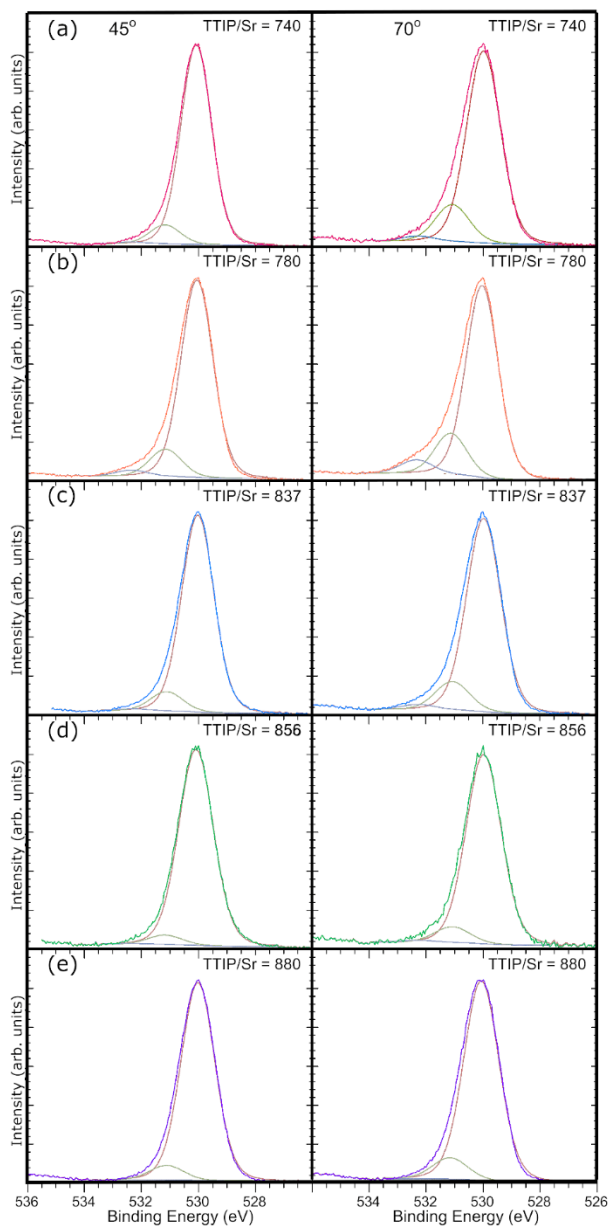 (a) 45° TTIP/Sr = 740 70° TTIP/Sr = 740
Intensity (arb. units)
(b) TTIP/Sr = 780 TTIP/Sr = 780
Intensity (arb. units)
(c) TTIP/Sr = 837 TTIP/Sr = 837
Intensity (arb. units)
(d) TTIP/Sr = 856 TTIP/Sr = 856
Intensity (arb. units)
(e) TTIP/Sr = 880 TTIP/Sr = 880
Intensity (arb. units)
536 534 532 530 528 534 532 530 528 526
Binding Energy (eV) Binding Energy (eV)